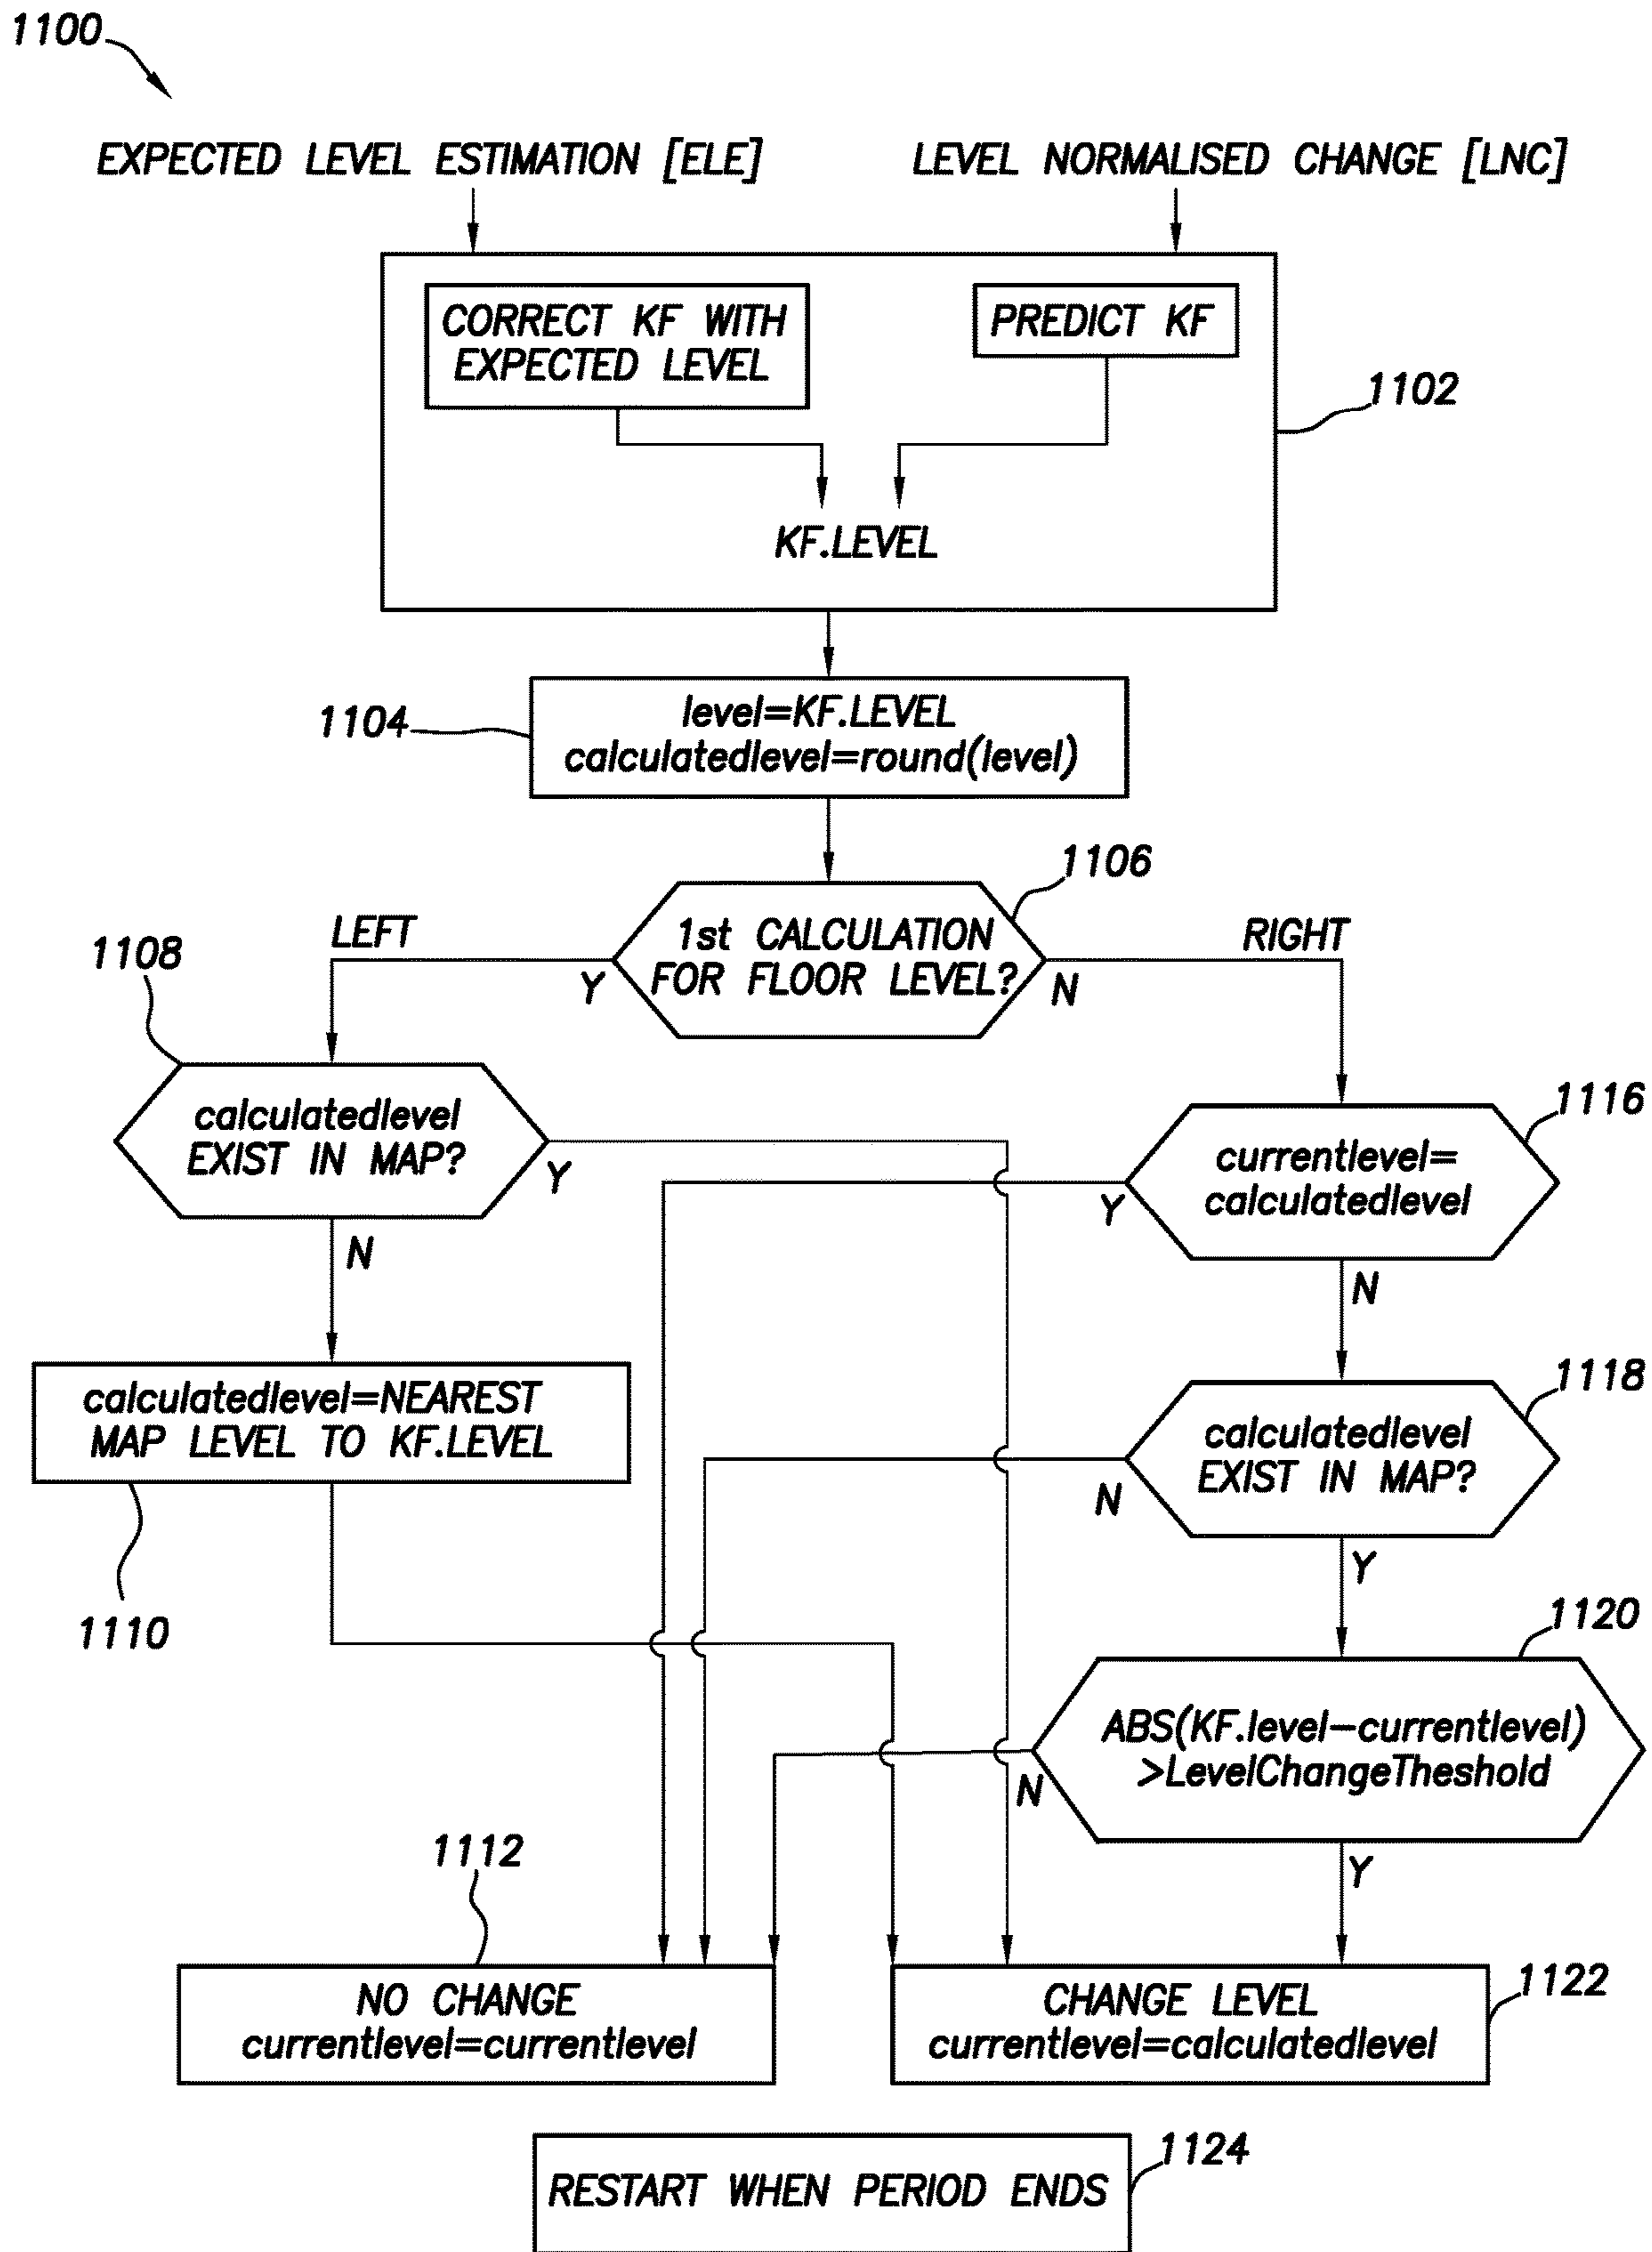 1100
EXPECTED LEVEL ESTIMATION [ELE]
LEVEL NORMALISED CHANGE [LNC]
CORRECT KF WITH
EXPECTED LEVEL
PREDICT KF
1102
KF.LEVEL
1104
level=KF.LEVEL
calculatedlevel=round(level)
1106
1st CALCULATION
FOR FLOOR LEVEL?
LEFT
Y
RIGHT
N
1108
calculatedlevel
EXIST IN MAP?
Y
N
1116
currentlevel=
calculatedlevel
Y
N
calculatedlevel=NEAREST
MAP LEVEL TO KF.LEVEL
1110
1118
calculatedlevel
EXIST IN MAP?
N
Y
1120
ABS(KF.level-currentlevel)
>LevelChangeTheshold
N
Y
1112
NO CHANGE
currentlevel=currentlevel
CHANGE LEVEL
currentlevel=calculatedlevel
1122
RESTART WHEN PERIOD ENDS
1124